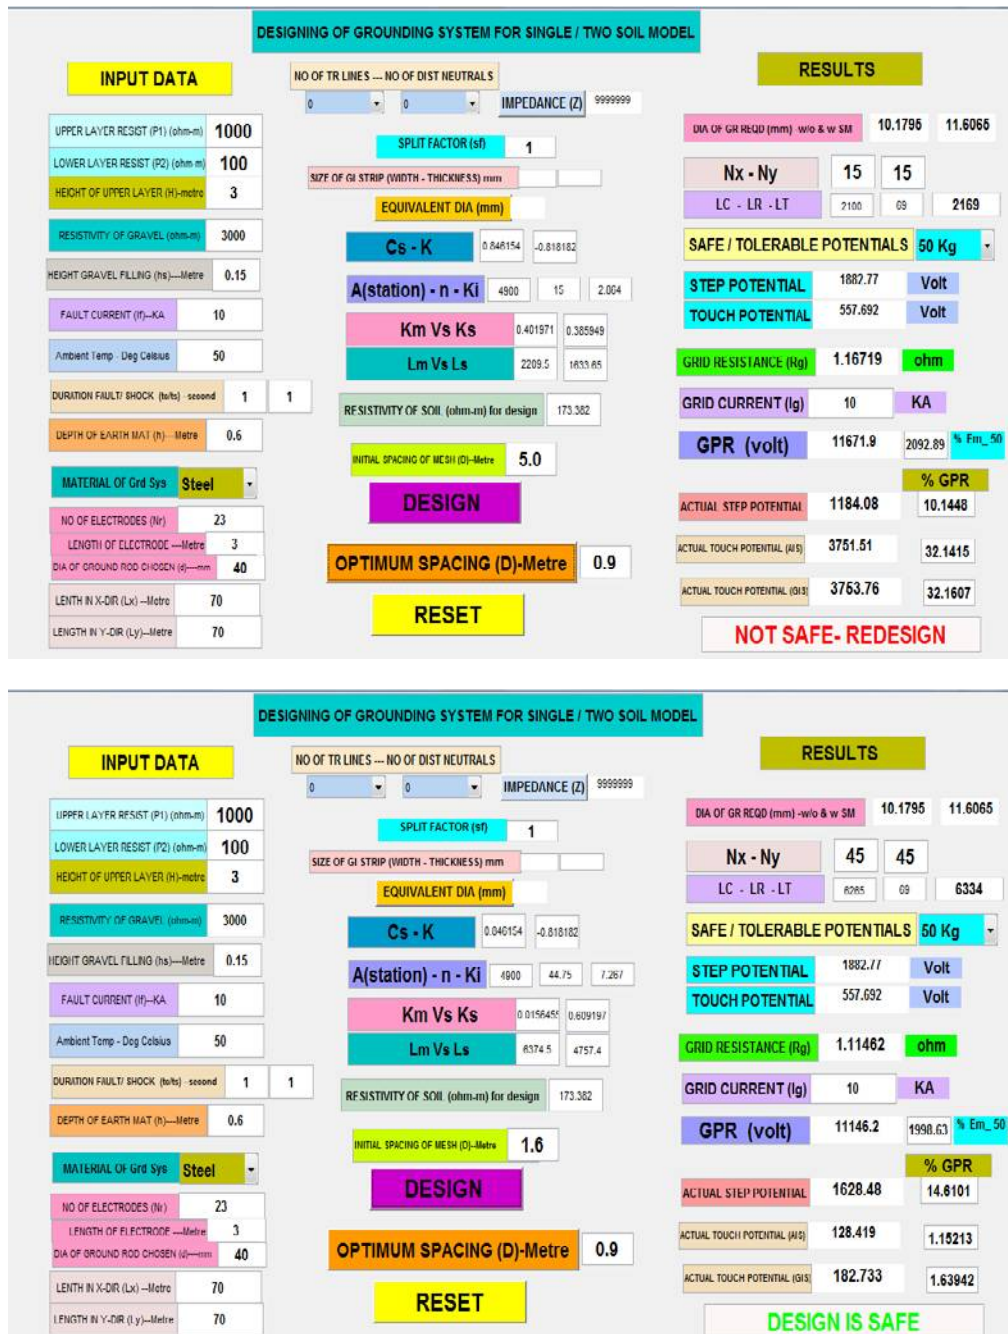 DESIGNING OF GROUNDING SYSTEM FOR SINGLE / TWO SOIL MODEL
INPUT DATA
UPPER LAYER RESIST (P1) (ohm-m) 1000
LOWER LAYER RESIST (P2) (ohm m) 100
HEIGHT OF UPPER LAYER (H)-metre 3
RESISTIVITY OF GRAVEL (ohm-m) 3000
HEIGHT GRAVEL FILLING (hs)---Metre 0.15
FAULT CURRENT (If)--KA 10
Ambient Temp - Deg Celsius 50
DURATION FAULT/ SHOCK (to/ts) - second 1 1
DEPTH OF EARTH MAT (h)---Metre 0.6
MATERIAL OF Grd Sys Steel
NO OF ELECTRODES (Nr) 23
LENGTH OF ELECTRODE ---Metre 3
DIA OF GROUND ROD CHOSEN (d)----mm 40
LENTH IN X-DIR (Lx) --Metre 70
LENGTH IN Y-DIR (Ly)--Metre 70
NO OF TR LINES --- NO OF DIST NEUTRALS
0 0 IMPEDANCE (Z) 9999999
SPLIT FACTOR (sf) 1
SIZE OF GI STRIP (WIDTH - THICKNESS) mm
EQUIVALENT DIA (mm)
Cs - K 0.846154 -0.818182
A(station) - n - Ki 4900 15 2.064
Km Vs Ks 0.401971 0.385949
Lm Vs Ls 2209.5 1633.65
RESISTIVITY OF SOIL (ohm-m) for design 173.382
INITIAL SPACING OF MESH (D)--Metre 5.0
DESIGN
OPTIMUM SPACING (D)-Metre 0.9
RESET
RESULTS
DIA OF GR REQD (mm) -w/o & w SM 10.1795 11.6065
Nx - Ny 15 15
LC - LR - LT 2100 69 2169
SAFE / TOLERABLE POTENTIALS 50 Kg
STEP POTENTIAL 1882.77 Volt
TOUCH POTENTIAL 557.692 Volt
GRID RESISTANCE (Rg) 1.16719 ohm
GRID CURRENT (Ig) 10 KA
GPR (volt) 11671.9 2092.89 % Em_50
% GPR
ACTUAL STEP POTENTIAL 1184.08 10.1448
ACTUAL TOUCH POTENTIAL (AIS) 3751.51 32.1415
ACTUAL TOUCH POTENTIAL (GIS) 3753.76 32.1607
NOT SAFE- REDESIGN
DESIGNING OF GROUNDING SYSTEM FOR SINGLE / TWO SOIL MODEL
INPUT DATA
UPPER LAYER RESIST (P1) (ohm-m) 1000
LOWER LAYER RESIST (P2) (ohm-m) 100
HEIGHT OF UPPER LAYER (H)-metre 3
RESISTIVITY OF GRAVEL (ohm-m) 3000
HEIGHT GRAVEL FILLING (hs)---Metre 0.15
FAULT CURRENT (If)--KA 10
Ambient Temp - Deg Celsius 50
DURATION FAULT/ SHOCK (to/ts) - second 1 1
DEPTH OF EARTH MAT (h)---Metre 0.6
MATERIAL OF Grd Sys Steel
NO OF ELECTRODES (Nr) 23
LENGTH OF ELECTRODE ---Metre 3
DIA OF GROUND ROD CHOSEN (d)----mm 40
LENTH IN X-DIR (Lx) --Metre 70
LENGTH IN Y-DIR (Ly)--Metre 70
NO OF TR LINES --- NO OF DIST NEUTRALS
0 0 IMPEDANCE (Z) 9999999
SPLIT FACTOR (sf) 1
SIZE OF GI STRIP (WIDTH - THICKNESS) mm
EQUIVALENT DIA (mm)
Cs - K 0.846154 -0.818182
A(station) - n - Ki 4900 44.75 7.267
Km Vs Ks 0.015645 0.609197
Lm Vs Ls 6374.5 4757.4
RESISTIVITY OF SOIL (ohm-m) for design 173.382
INITIAL SPACING OF MESH (D)--Metre 1.6
DESIGN
OPTIMUM SPACING (D)-Metre 0.9
RESET
RESULTS
DIA OF GR REQD (mm) -w/o & w SM 10.1795 11.6065
Nx - Ny 45 45
LC - LR - LT 6265 69 6334
SAFE / TOLERABLE POTENTIALS 50 Kg
STEP POTENTIAL 1882.77 Volt
TOUCH POTENTIAL 557.692 Volt
GRID RESISTANCE (Rg) 1.11462 ohm
GRID CURRENT (Ig) 10 KA
GPR (volt) 11146.2 1998.63 % Em_50
% GPR
ACTUAL STEP POTENTIAL 1628.48 14.6101
ACTUAL TOUCH POTENTIAL (AIS) 128.419 1.15213
ACTUAL TOUCH POTENTIAL (GIS) 182.733 1.63942
DESIGN IS SAFE